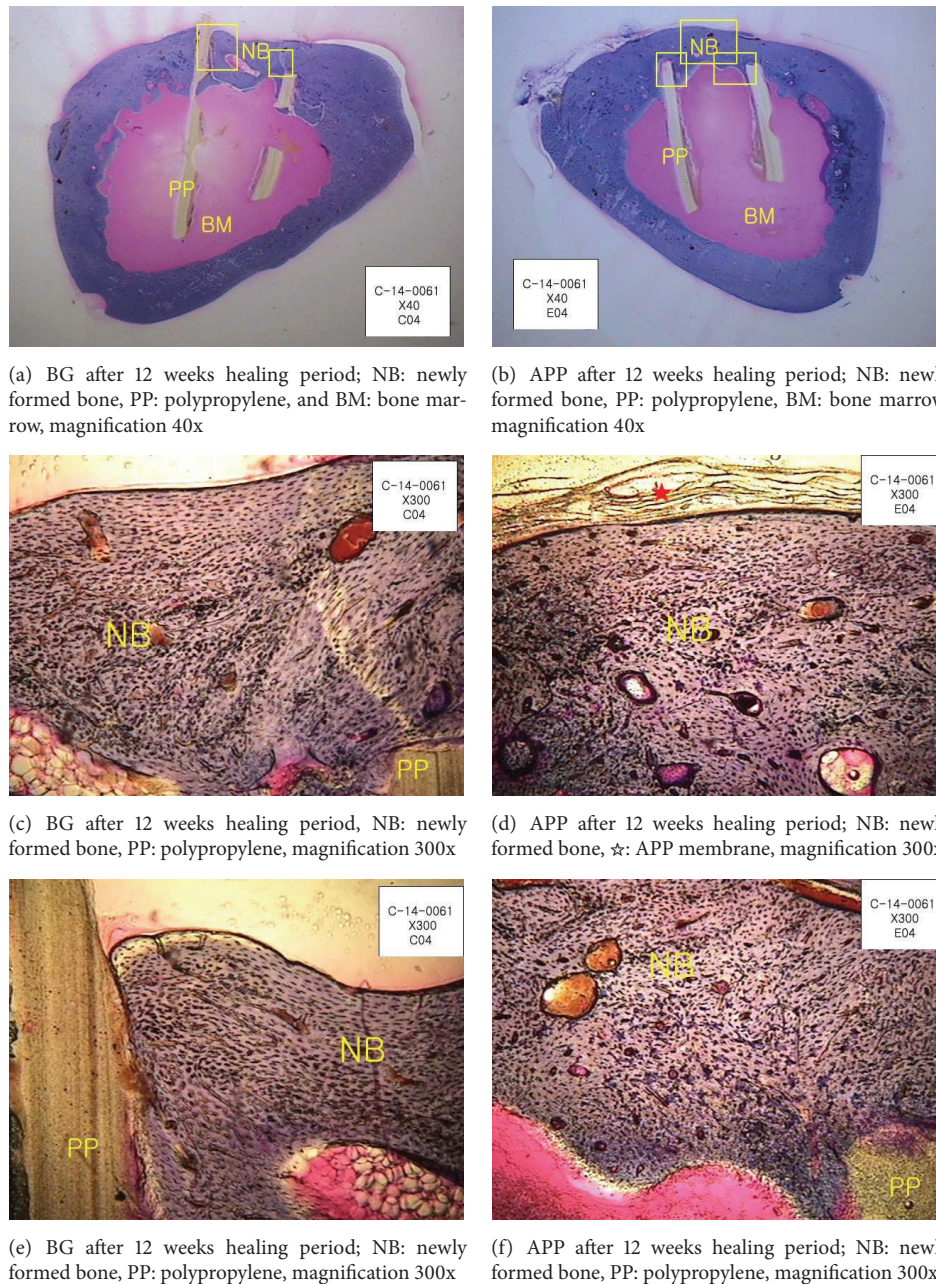 NB
PP
BM
C-14-0061
X40
C04
NB
PP
BM
C-14-0061
X40
E04
(a) BG after 12 weeks healing period; NB: newly
formed bone, PP: polypropylene, and BM: bone mar-
row, magnification 40x
(b) APP after 12 weeks healing period; NB: newl
formed bone, PP: polypropylene, BM: bone marrow
magnification 40x
C-14-0061
X300
C04
NB
PP
C-14-0061
X300
E04
NB
(c) BG after 12 weeks healing period, NB: newly
formed bone, PP: polypropylene, magnification 300x
(d) APP after 12 weeks healing period; NB: newl
formed bone, ☆: APP membrane, magnification 300x
C-14-0061
X300
C04
NB
PP
C-14-0061
X300
E04
NB
PP
(e) BG after 12 weeks healing period; NB: newly
formed bone, PP: polypropylene, magnification 300x
(f) APP after 12 weeks healing period; NB: newl
formed bone, PP: polypropylene, magnification 300x